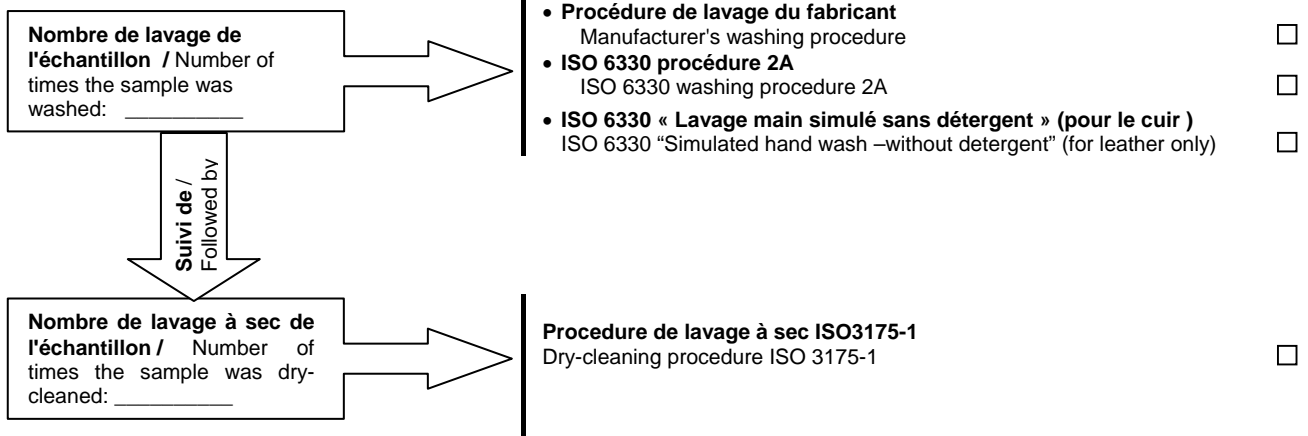 Nombre de lavage de
l'échantillon / Number of
times the sample was
washed: ___________
• Procédure de lavage du fabricant
Manufacturer's washing procedure
☐
• ISO 6330 procédure 2A
ISO 6330 washing procedure 2A
☐
• ISO 6330 « Lavage main simulé sans détergent » (pour le cuir )
ISO 6330 “Simulated hand wash –without detergent” (for leather only)
☐
Suivi de /
Followed by
Nombre de lavage à sec de
l'échantillon / Number of
times the sample was dry-
cleaned: ___________
Procedure de lavage à sec ISO3175-1
Dry-cleaning procedure ISO 3175-1
☐